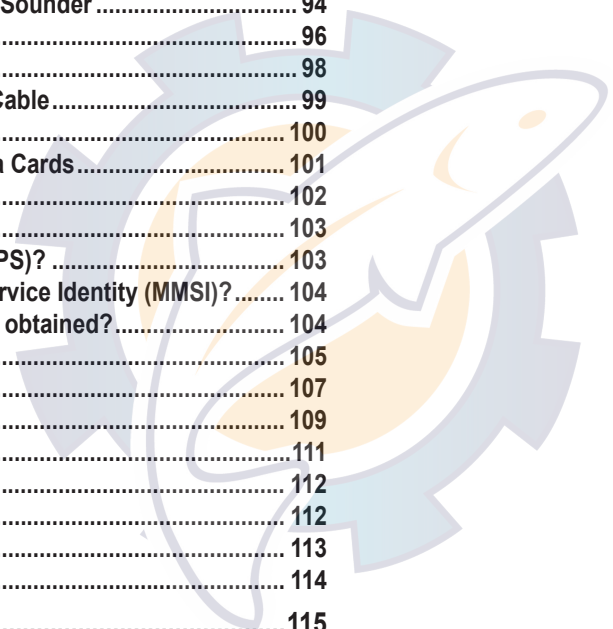 Sounder ................................ 94
............................................. 96
............................................. 98
Cable ....................................... 99
............................................. 100
Cards ................................. 101
............................................. 102
............................................. 103
PS)? ..................................... 103
rvice Identity (MMSI)? ........ 104
obtained? ........................... 104
............................................. 105
............................................. 107
............................................. 109
............................................. 111
............................................. 112
............................................. 112
............................................. 113
............................................. 114
............................................. 115